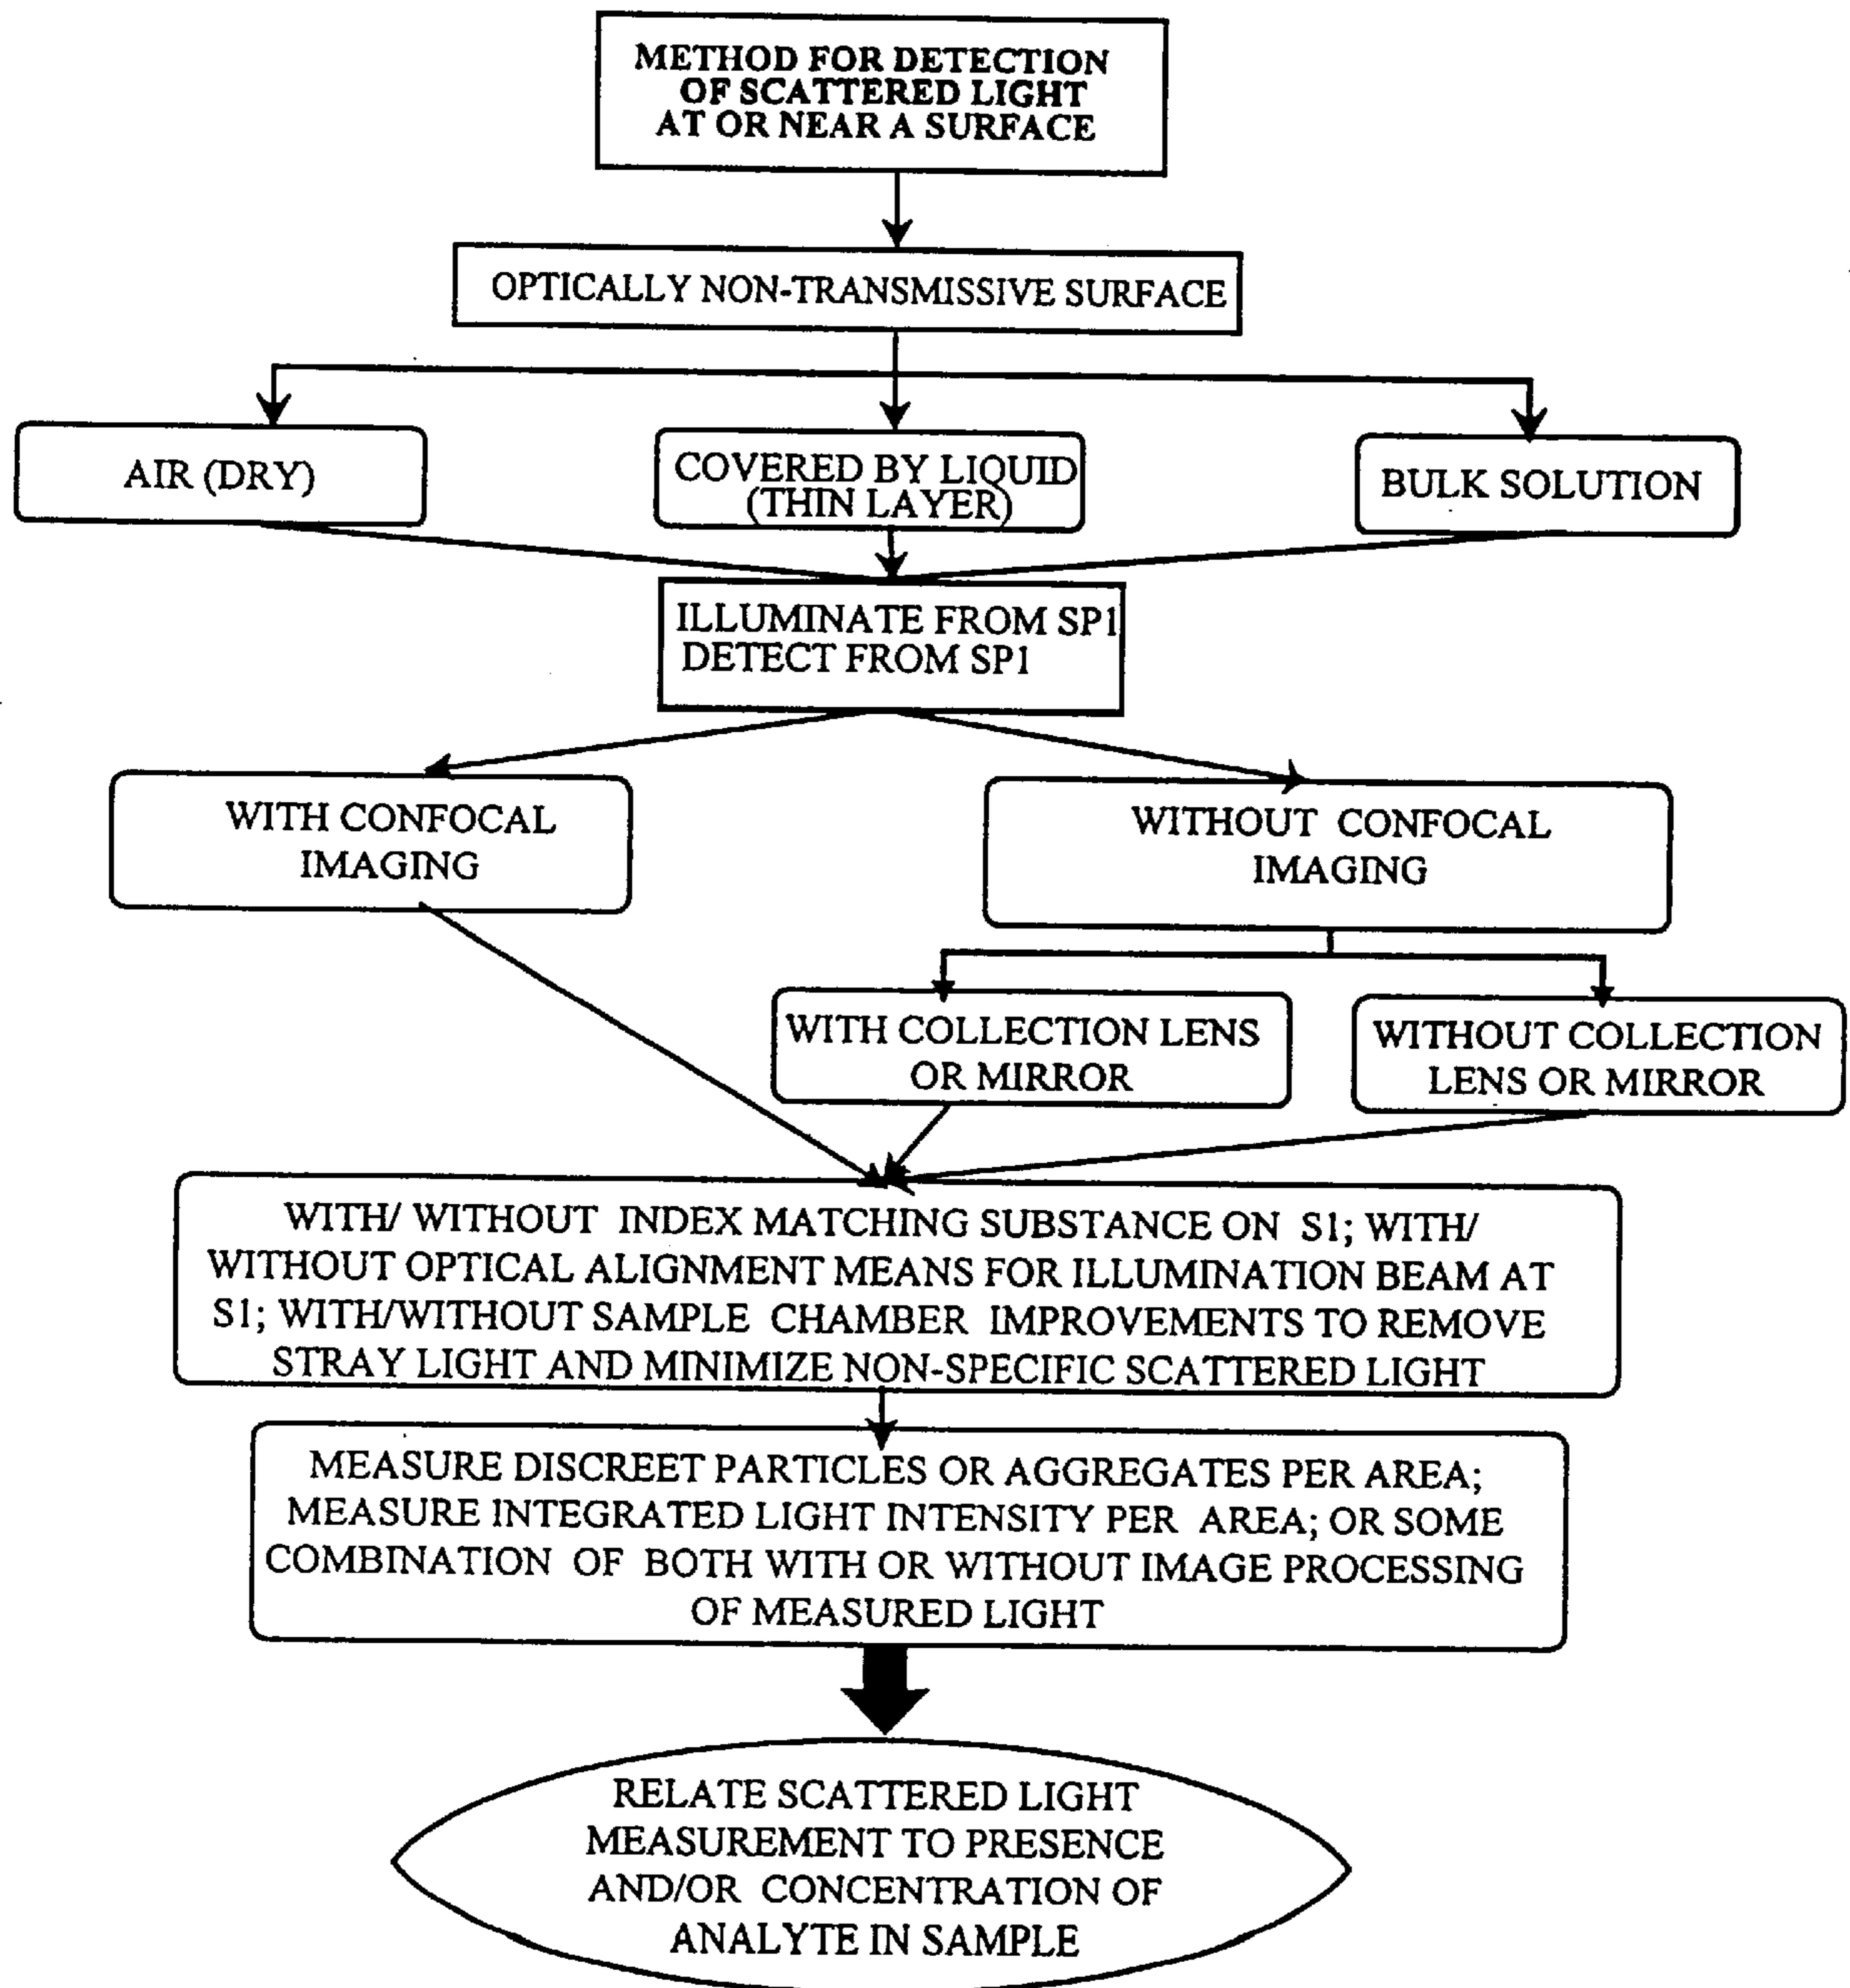 METHOD FOR DETECTION
OF SCATTERED LIGHT
AT OR NEAR A SURFACE
OPTICALLY NON-TRANSMISSIVE SURFACE
AIR (DRY)
COVERED BY LIQUID
(THIN LAYER)
BULK SOLUTION
ILLUMINATE FROM SP1
DETECT FROM SP1
WITH CONFOCAL
IMAGING
WITHOUT CONFOCAL
IMAGING
WITH COLLECTION LENS
OR MIRROR
WITHOUT COLLECTION
LENS OR MIRROR
WITH/ WITHOUT INDEX MATCHING SUBSTANCE ON S1; WITH/
WITHOUT OPTICAL ALIGNMENT MEANS FOR ILLUMINATION BEAM AT
S1; WITH/WITHOUT SAMPLE CHAMBER IMPROVEMENTS TO REMOVE
STRAY LIGHT AND MINIMIZE NON-SPECIFIC SCATTERED LIGHT
MEASURE DISCREET PARTICLES OR AGGREGATES PER AREA;
MEASURE INTEGRATED LIGHT INTENSITY PER AREA; OR SOME
COMBINATION OF BOTH WITH OR WITHOUT IMAGE PROCESSING
OF MEASURED LIGHT
RELATE SCATTERED LIGHT
MEASUREMENT TO PRESENCE
AND/OR CONCENTRATION OF
ANALYTE IN SAMPLE